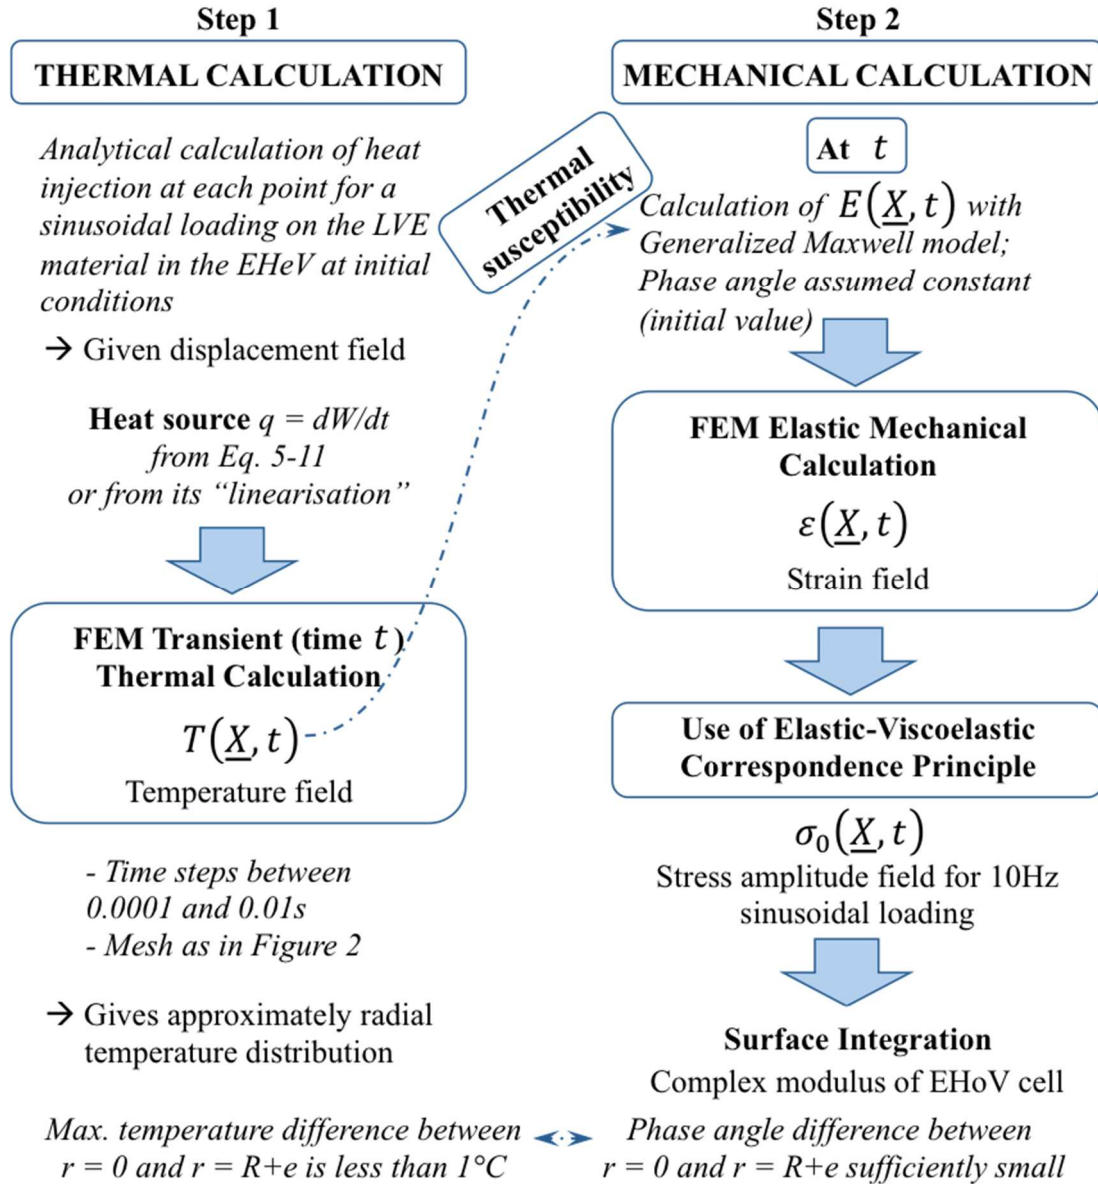 Step 1
THERMAL CALCULATION
Analytical calculation of heat
injection at each point for a
sinusoidal loading on the LVE
material in the EHeV at initial
conditions
→ Given displacement field
Heat source q = dW/dt
from Eq. 5-11
or from its “linearisation”
FEM Transient (time t)
Thermal Calculation
T(X, t)
Temperature field
- Time steps between
0.0001 and 0.01s
- Mesh as in Figure 2
→ Gives approximately radial
temperature distribution
Max. temperature difference between
r = 0 and r = R+e is less than 1°C
Thermal
susceptibility
Step 2
MECHANICAL CALCULATION
At t
Calculation of E(X, t) with
Generalized Maxwell model;
Phase angle assumed constant
(initial value)
FEM Elastic Mechanical
Calculation
ε(X, t)
Strain field
Use of Elastic-Viscoelastic
Correspondence Principle
σ₀(X, t)
Stress amplitude field for 10Hz
sinusoidal loading
Surface Integration
Complex modulus of EHoV cell
Phase angle difference between
r = 0 and r = R+e sufficiently small